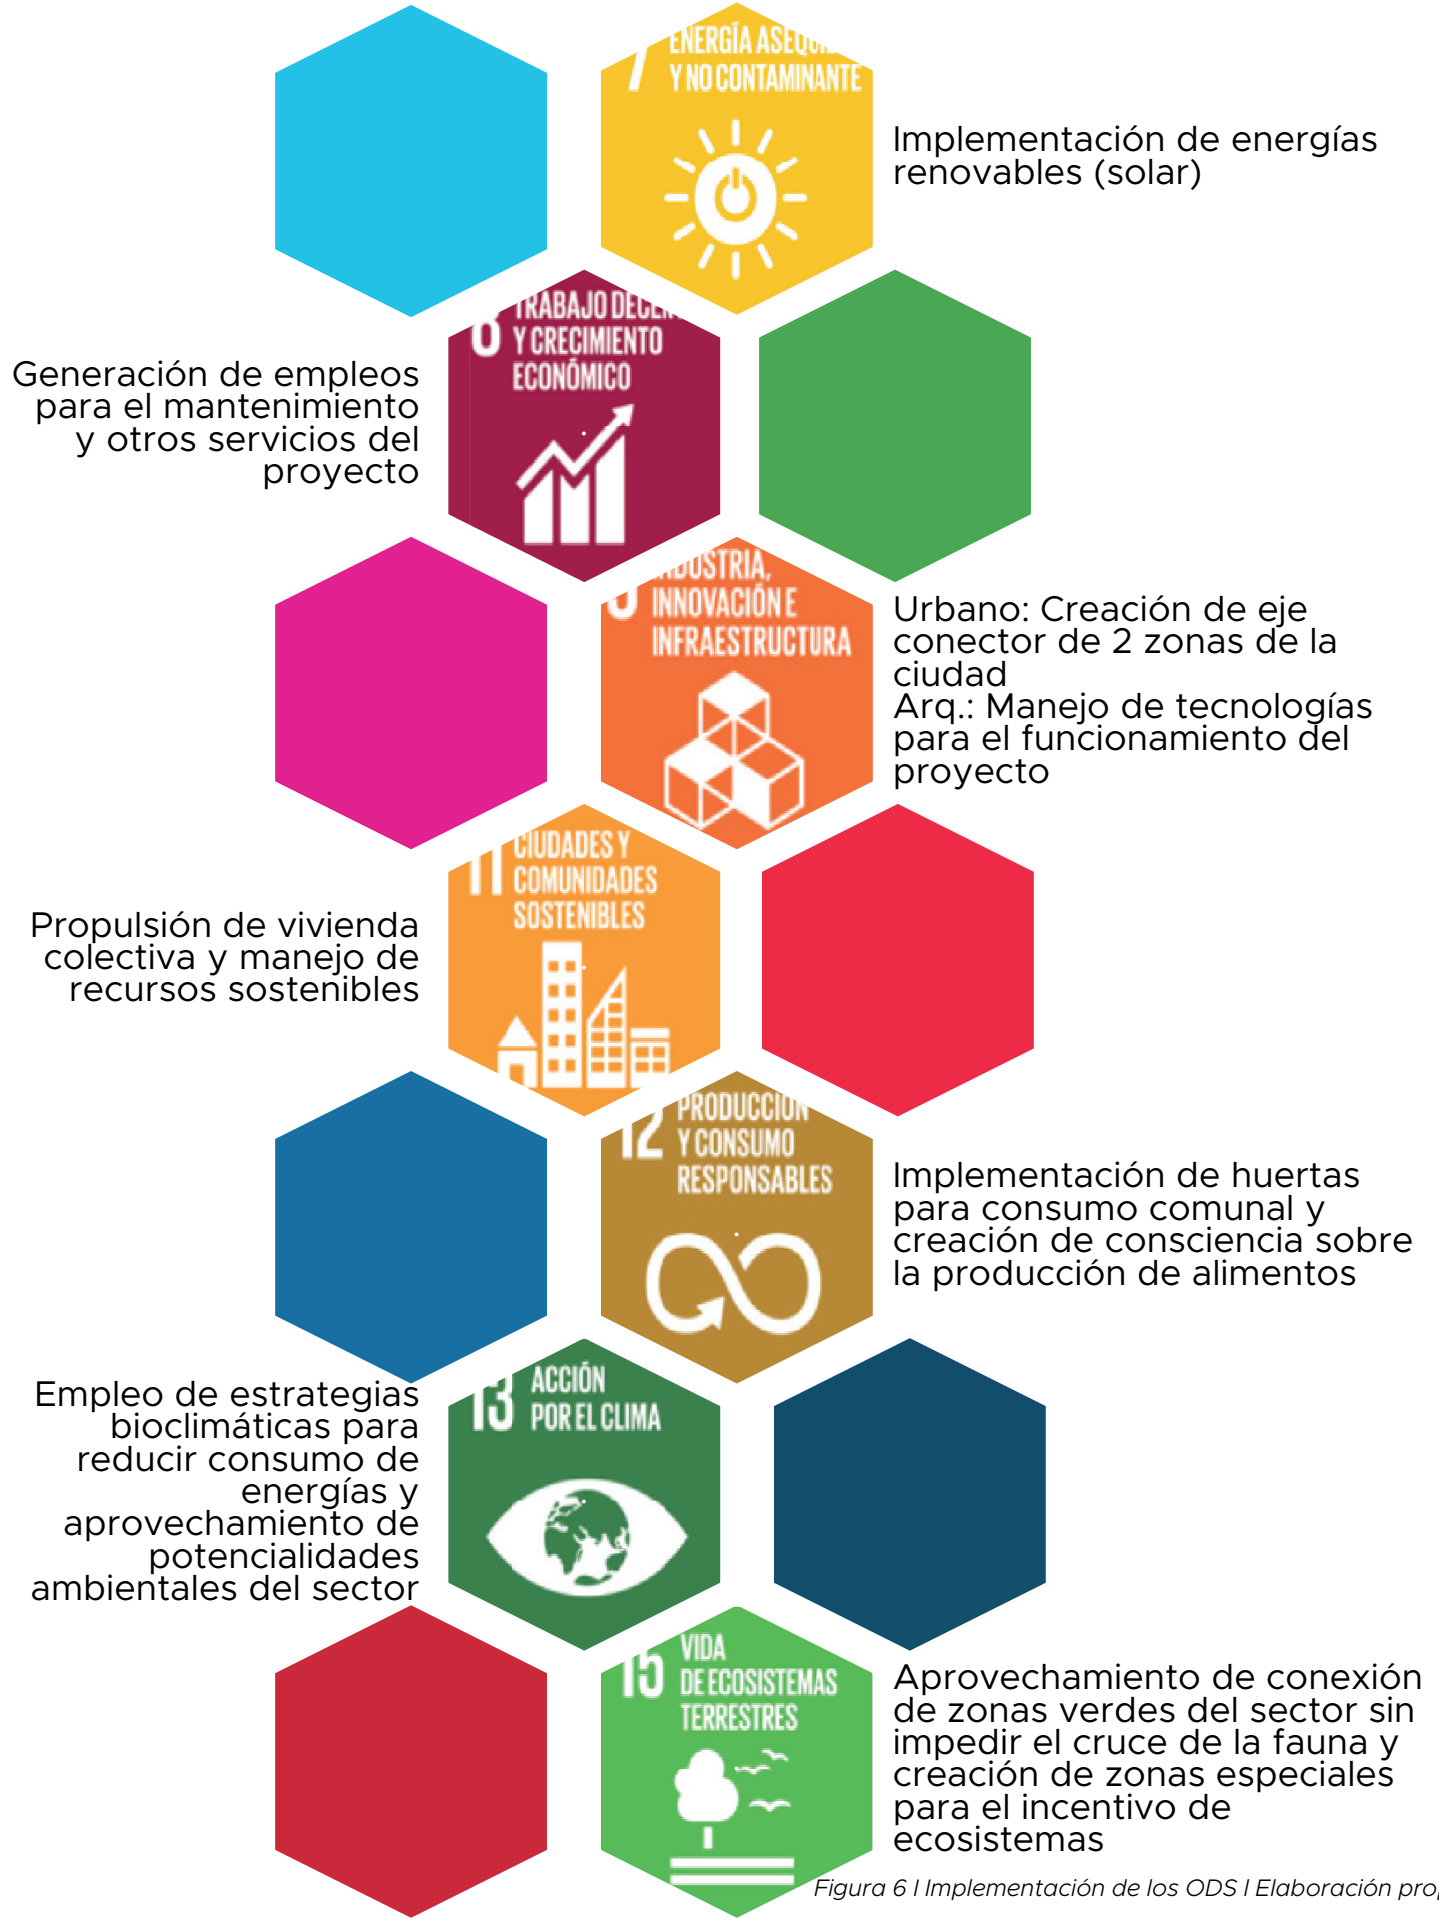 ENERGÍA
Y NO CONTAMINANTE
Implementación de energías
renovables (solar)
TRABAJO
Y CRECIMIENTO
ECONÓMICO
Generación de empleos
para el mantenimiento
y otros servicios del
proyecto
INDUSTRIA,
INNOVACIÓN E
INFRAESTRUCTURA
Urbano: Creación de eje
conector de 2 zonas de la
ciudad
Arq.: Manejo de tecnologías
para el funcionamiento del
proyecto
11 CIUDADES Y
COMUNIDADES
SOSTENIBLES
Propulsión de vivienda
colectiva y manejo de
recursos sostenibles
12 PRODUCCIÓN
Y CONSUMO
RESPONSABLES
Implementación de huertas
para consumo comunal y
creación de consciencia sobre
la producción de alimentos
13 ACCIÓN
POR EL CLIMA
Empleo de estrategias
bioclimáticas para
reducir consumo de
energías y
aprovechamiento de
potencialidades
ambientales del sector
15 VIDA
DE ECOSISTEMAS
TERRESTRES
Aprovechamiento de conexión
de zonas verdes del sector sin
impedir el cruce de la fauna y
creación de zonas especiales
para el incentivo de
ecosistemas
Figura 6 I Implementación de los ODS I Elaboración